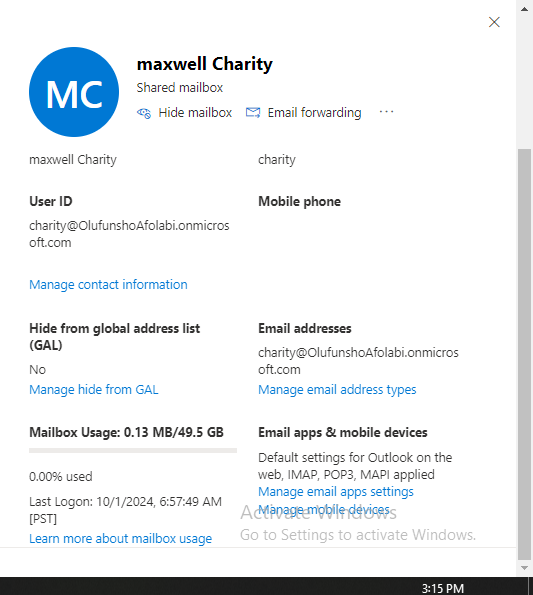 MC
maxwell Charity
Shared mailbox
Hide mailbox
Email forwarding
...
maxwell Charity
charity
User ID
charity@OlufunshoAfolabi.onmicros
oft.com
Mobile phone
Manage contact information
Hide from global address list
(GAL)
No
Manage hide from GAL
Email addresses
charity@OlufunshoAfolabi.onmicros
oft.com
Manage email address types
Mailbox Usage: 0.13 MB/49.5 GB
0.00% used
Last Logon: 10/1/2024, 6:57:49 AM
[PST]
Learn more about mailbox usage
Email apps & mobile devices
Default settings for Outlook on the
web, IMAP, POP3, MAPI applied
Manage email apps settings
Manage mobile devices
Activate Windows
Go to Settings to activate Windows.
3:15 PM